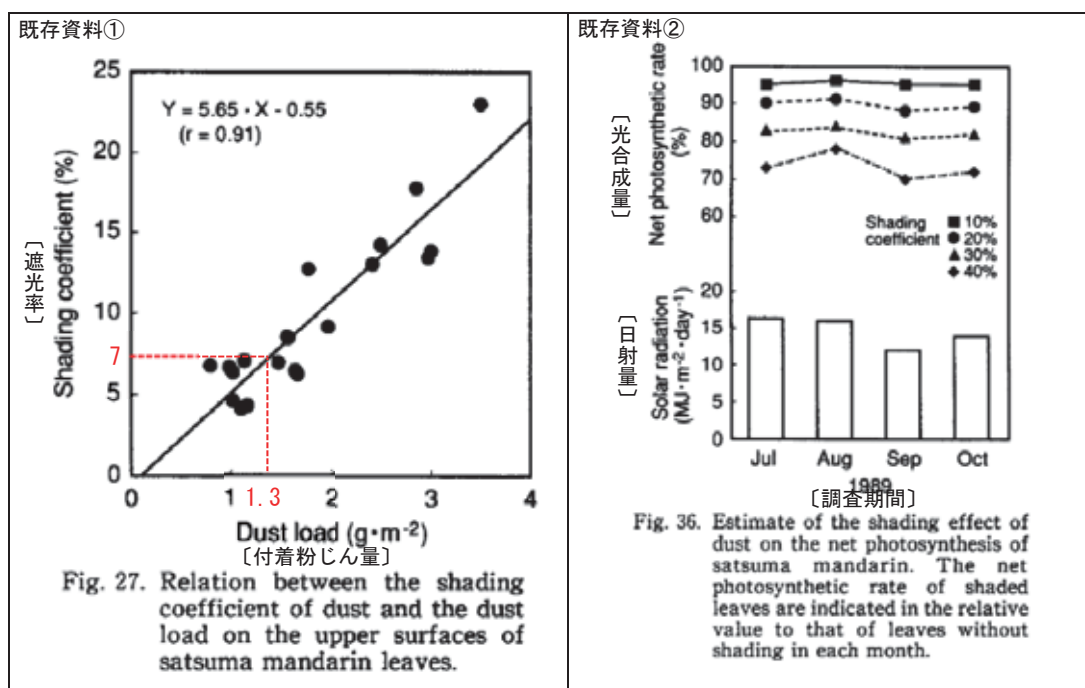 既存資料①
25
20
15
10
5
0
Y = 5.65・X - 0.55
(r = 0.91)
Shading coefficient (%)
〔遮光率〕
7
0 1 1.3 2 3 4
Dust load (g・m⁻²)
〔付着粉じん量〕
Fig. 27. Relation between the shading
coefficient of dust and the dust
load on the upper surfaces of
satsuma mandarin leaves.
既存資料②
100
90
80
70
60
Net photosynthetic rate
(%)
〔光合成量〕
Shading
coefficient
10%
20%
30%
40%
20
15
10
5
0
Solar radiation
(MJ・m⁻²・day⁻¹)
〔日射量〕
Jul Aug Sep Oct
1989
〔調査期間〕
Fig. 36. Estimate of the shading effect of
dust on the net photosynthesis of
satsuma mandarin. The net
photosynthetic rate of shaded
leaves are indicated in the relative
value to that of leaves without
shading in each month.